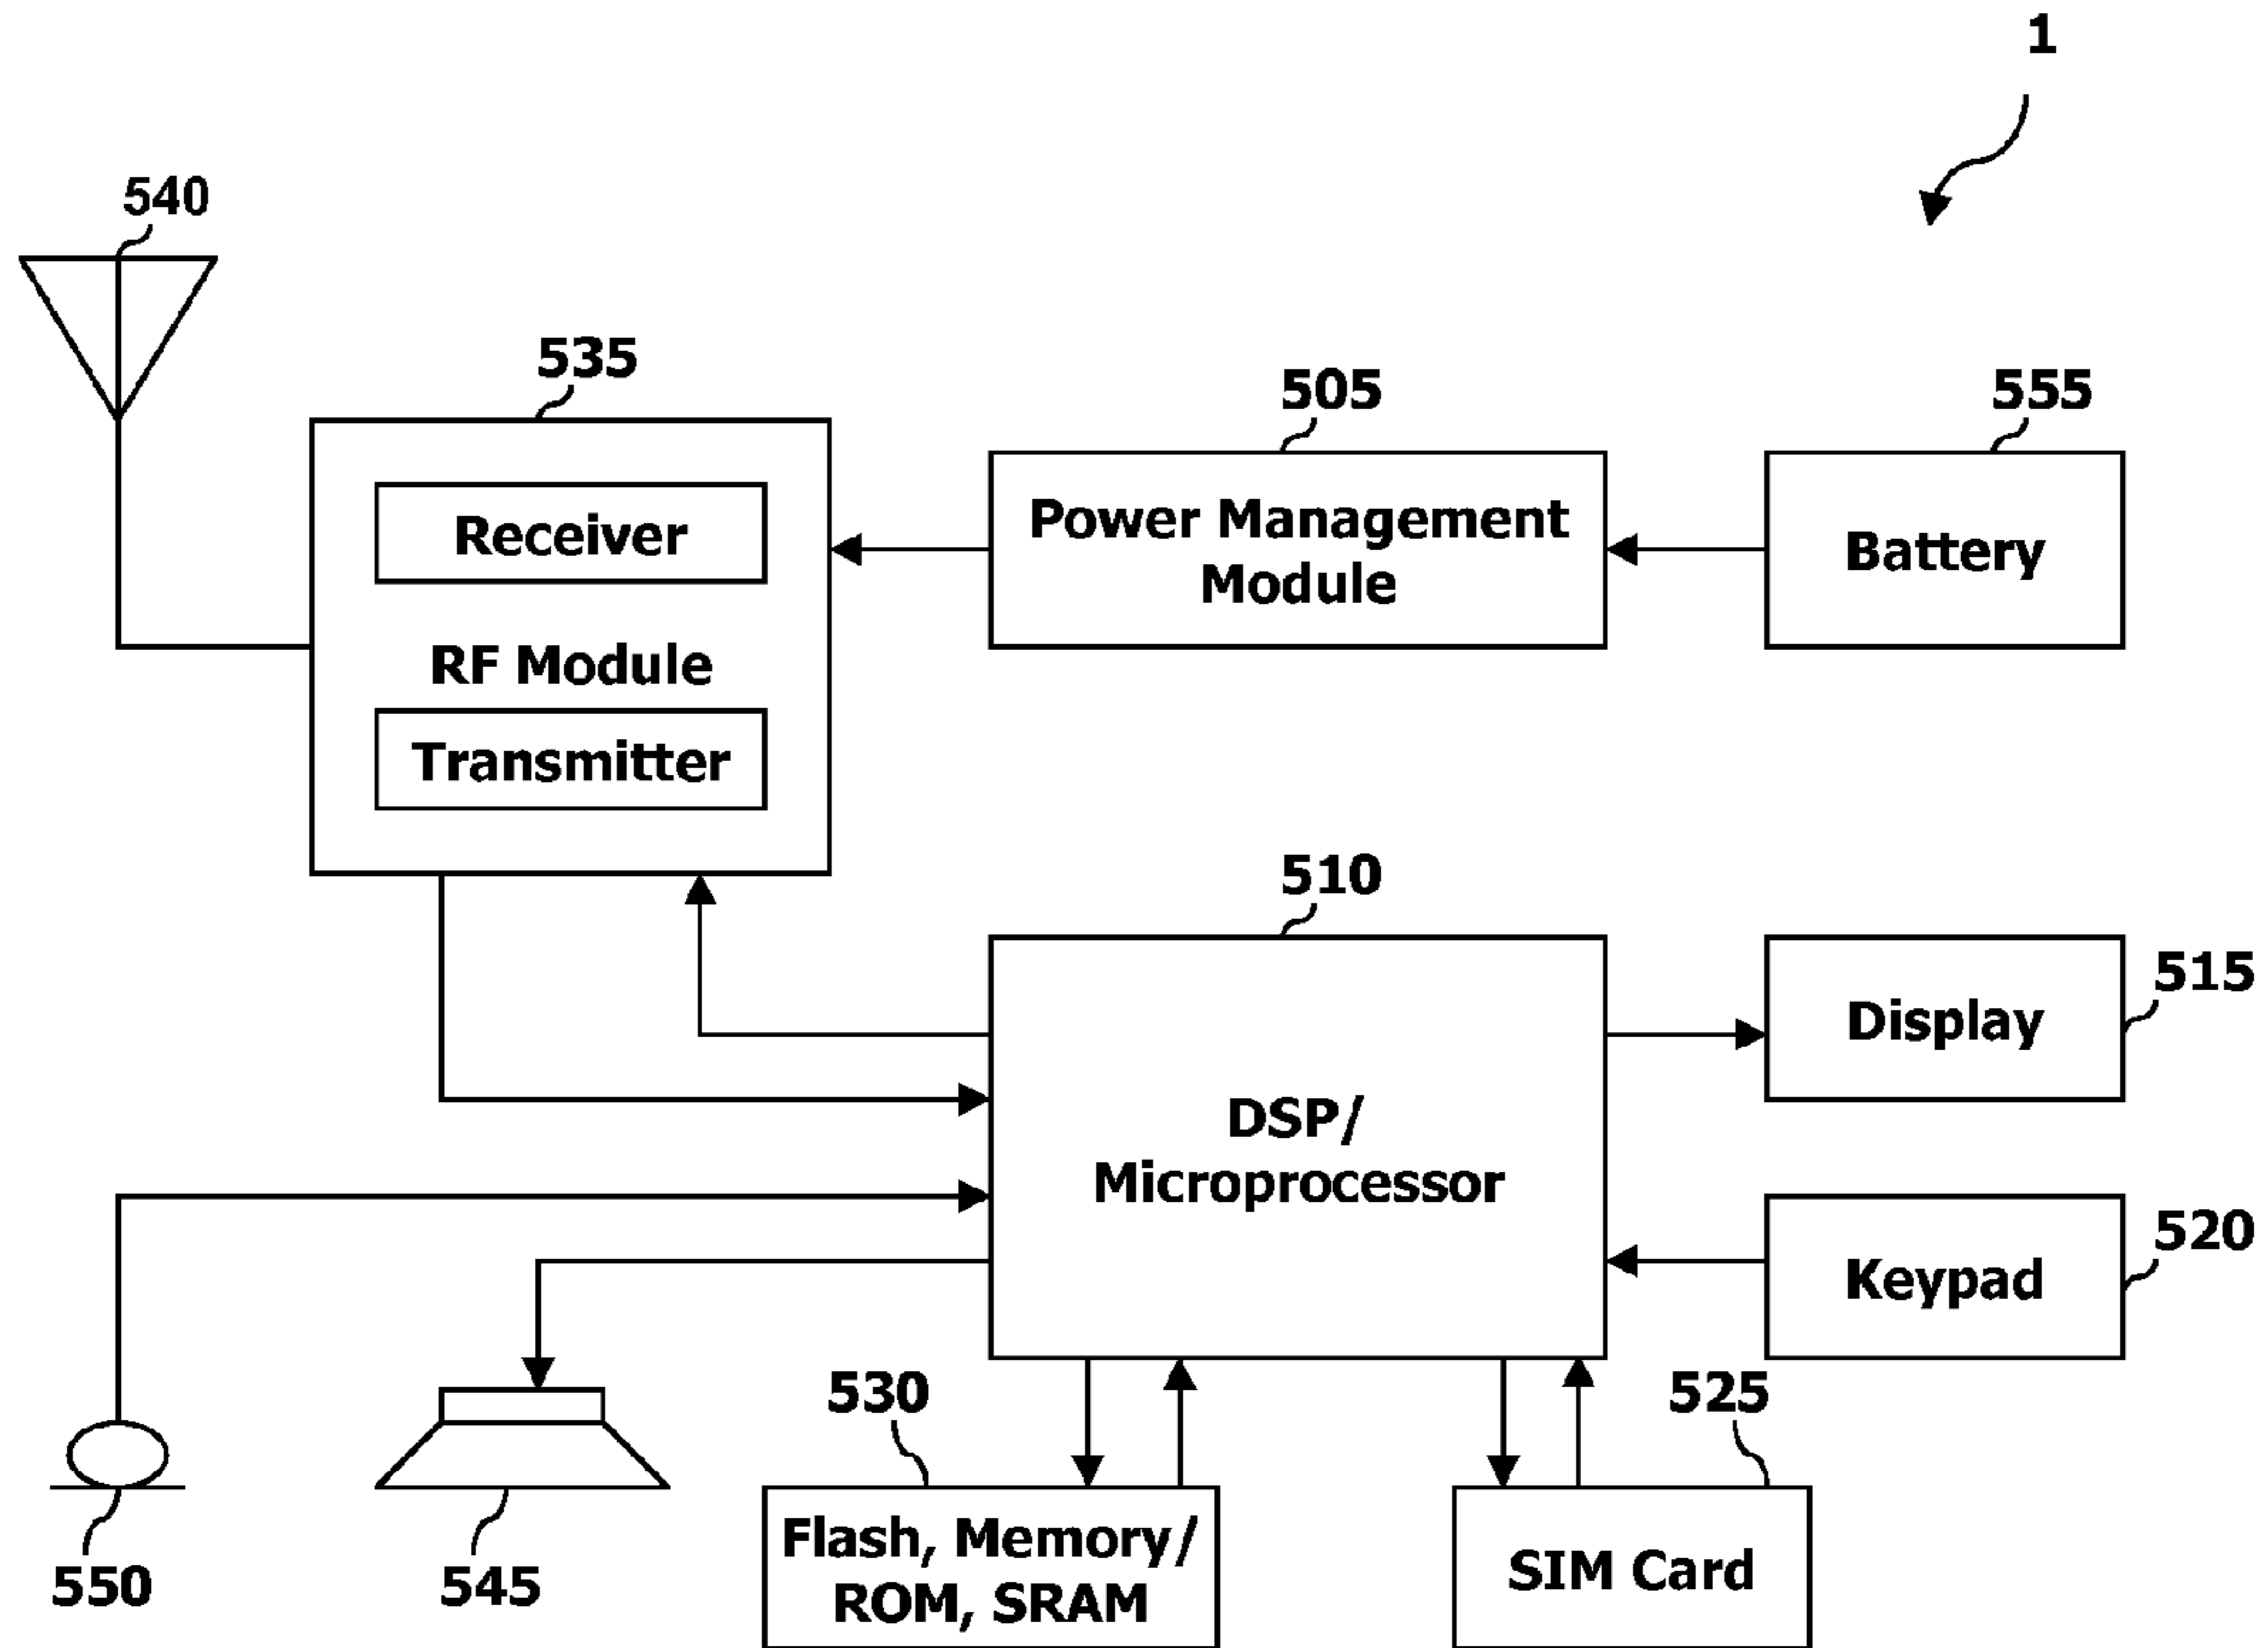 1
540
535
505
555
Receiver
RF Module
Transmitter
Power Management
Module
Battery
510
515
Display
DSP/
Microprocessor
520
Keypad
530
525
550
545
Flash, Memory/
ROM, SRAM
SIM Card